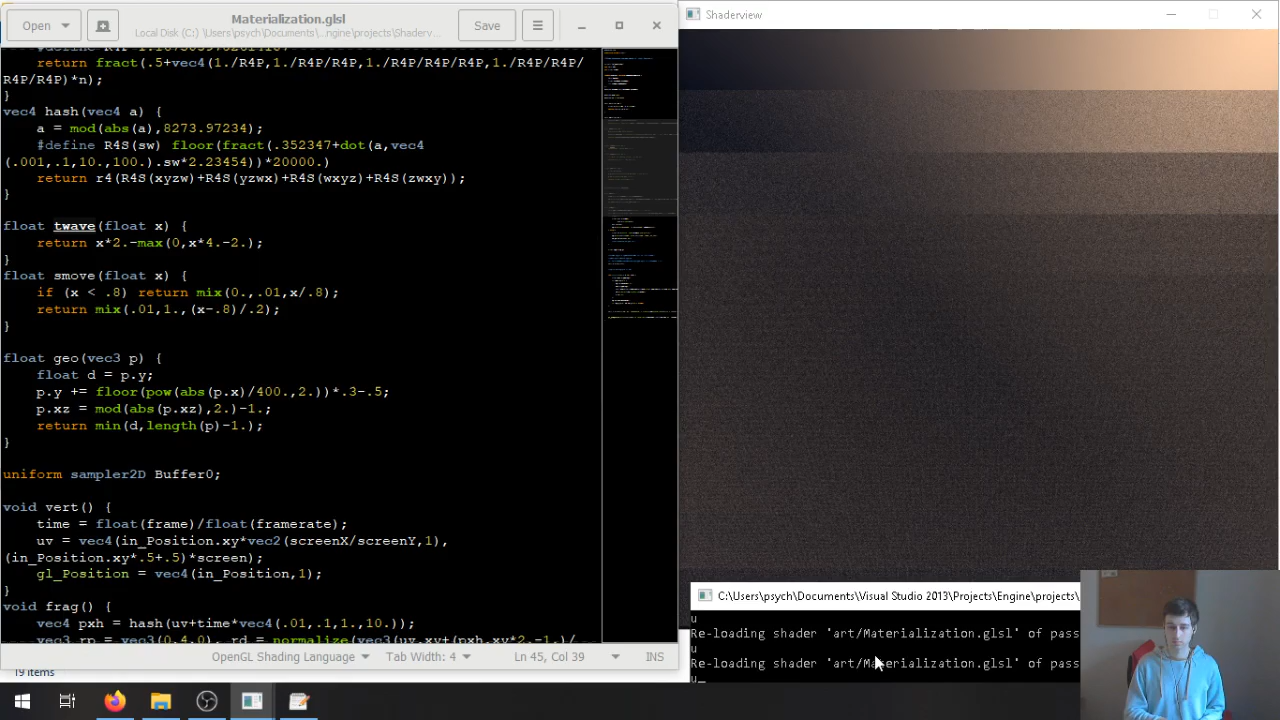 Open
Materialization.glsl
Local Disk (C:) \Users\psych\Documents\...ngine\projects\Shaderv...
Save
Shaderview
return fract(.5+vec4(1./R4P,1./R4P/R4P,1./R4P/R4P/R4P,1./R4P/R4P/
R4P/R4P)*n);
}
vec4 hash(vec4 a) {
a = mod(abs(a),8273.97234);
#define R4S(sw) floor(fract(.352347+dot(a,vec4
(.001,.1,10.,100.).sw*2.23454))*20000.)
return r4(R4S(xyzw)+R4S(yzwx)+R4S(wxyz)+R4S(zwxy));
}
float twave(float x) {
return x*2.-max(0,x*4.-2.);
}
float smove(float x) {
if (x < .8) return mix(0.,.01,x/.8);
return mix(.01,1.,(x-.8)/.2);
}
float geo(vec3 p) {
float d = p.y;
p.y += floor(pow(abs(p.x)/400.,2.))*.3-.5;
p.xz = mod(abs(p.xz),2.)-1.;
return min(d,length(p)-1.);
}
uniform sampler2D Buffer0;
void vert() {
time = float(frame)/float(framerate);
uv = vec4(in_Position.xy*vec2(screenX/screenY,1),
(in_Position.xy*.5+.5)*screen);
gl_Position = vec4(in_Position,1);
}
void frag() {
vec4 pxh = hash(uv+time*vec4(.01,.1,1.,10.));
vec3 rp = vec3(0,4,0), rd = normalize(vec3(uv.xy+(pxh.xy*2.-1.)/
OpenGL Shading Language
Tab Width: 4
Ln 45, Col 39
INS
19 items
C:\Users\psych\Documents\Visual Studio 2013\Projects\Engine\projects\
u
Re-loading shader 'art/Materialization.glsl' of pass
u
Re-loading shader 'art/Materialization.glsl' of pass
u_